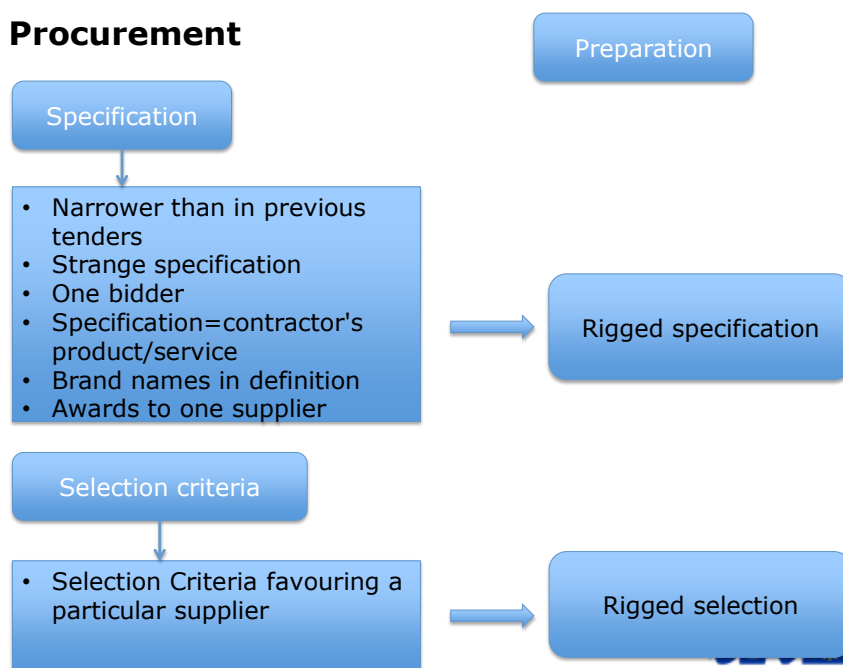 Procurement
Preparation
Specification
• Narrower than in previous
tenders
• Strange specification
• One bidder
• Specification=contractor's
product/service
• Brand names in definition
• Awards to one supplier
Rigged specification
Selection criteria
• Selection Criteria favouring a
particular supplier
Rigged selection